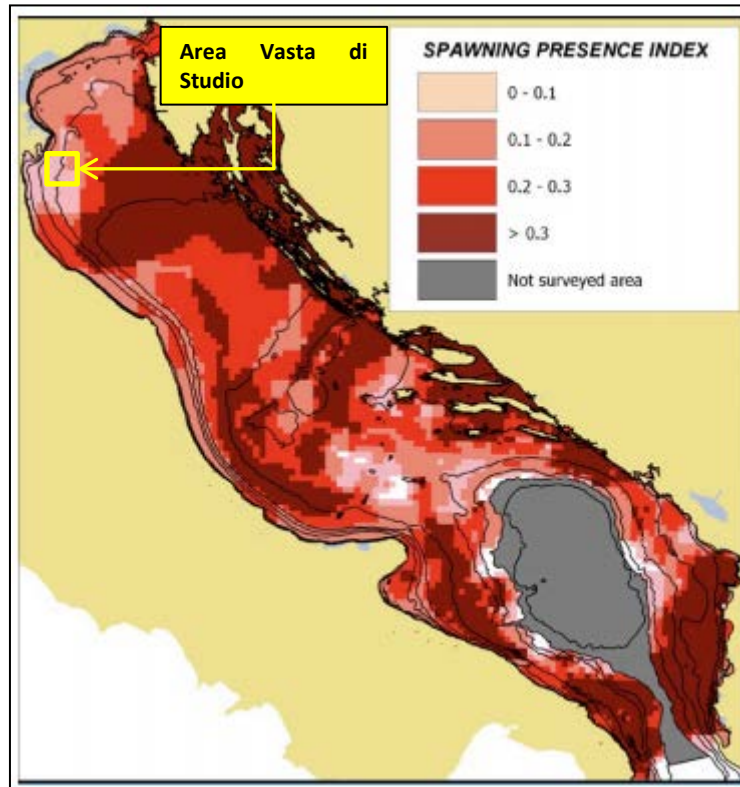 Area Vasta di
Studio
SPAWNING PRESENCE INDEX
0 - 0.1
0.1 - 0.2
0.2 - 0.3
> 0.3
Not surveyed area